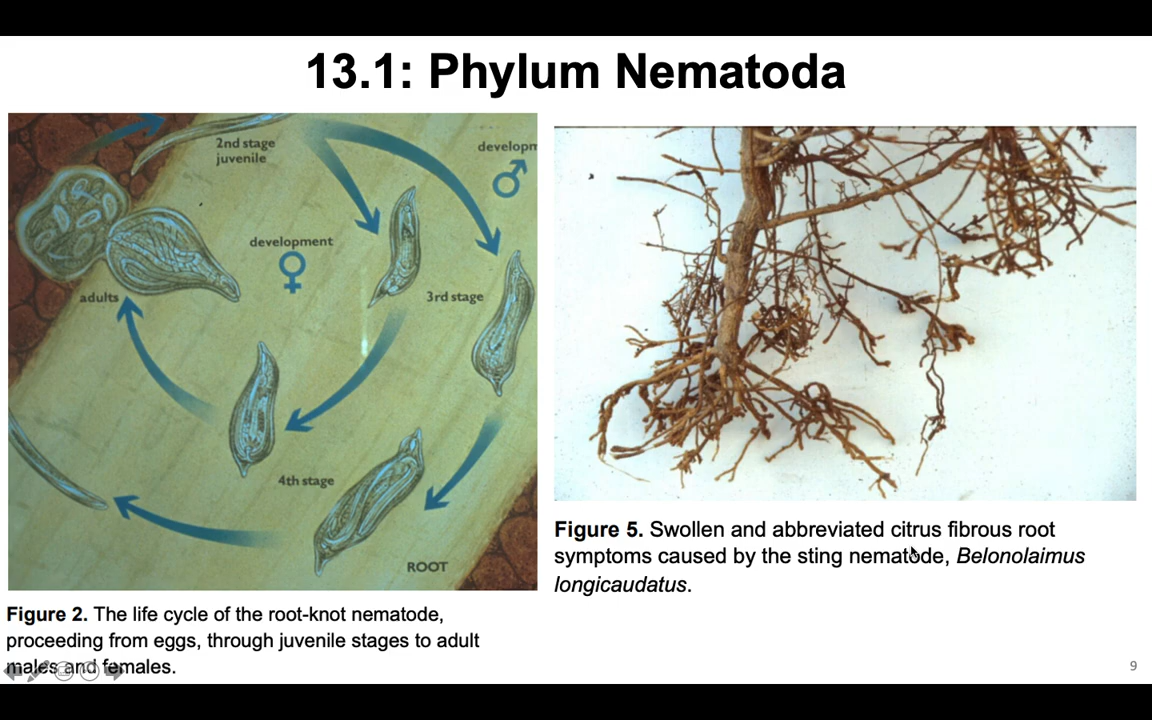 13.1: Phylum Nematoda
2nd stage
juvenile
developm
development
adults
3rd stage
4th stage
ROOT
Figure 2. The life cycle of the root-knot nematode,
proceeding from eggs, through juvenile stages to adult
males and females.
Figure 5. Swollen and abbreviated citrus fibrous root
symptoms caused by the sting nematode, Belonolaimus
longicaudatus.
9